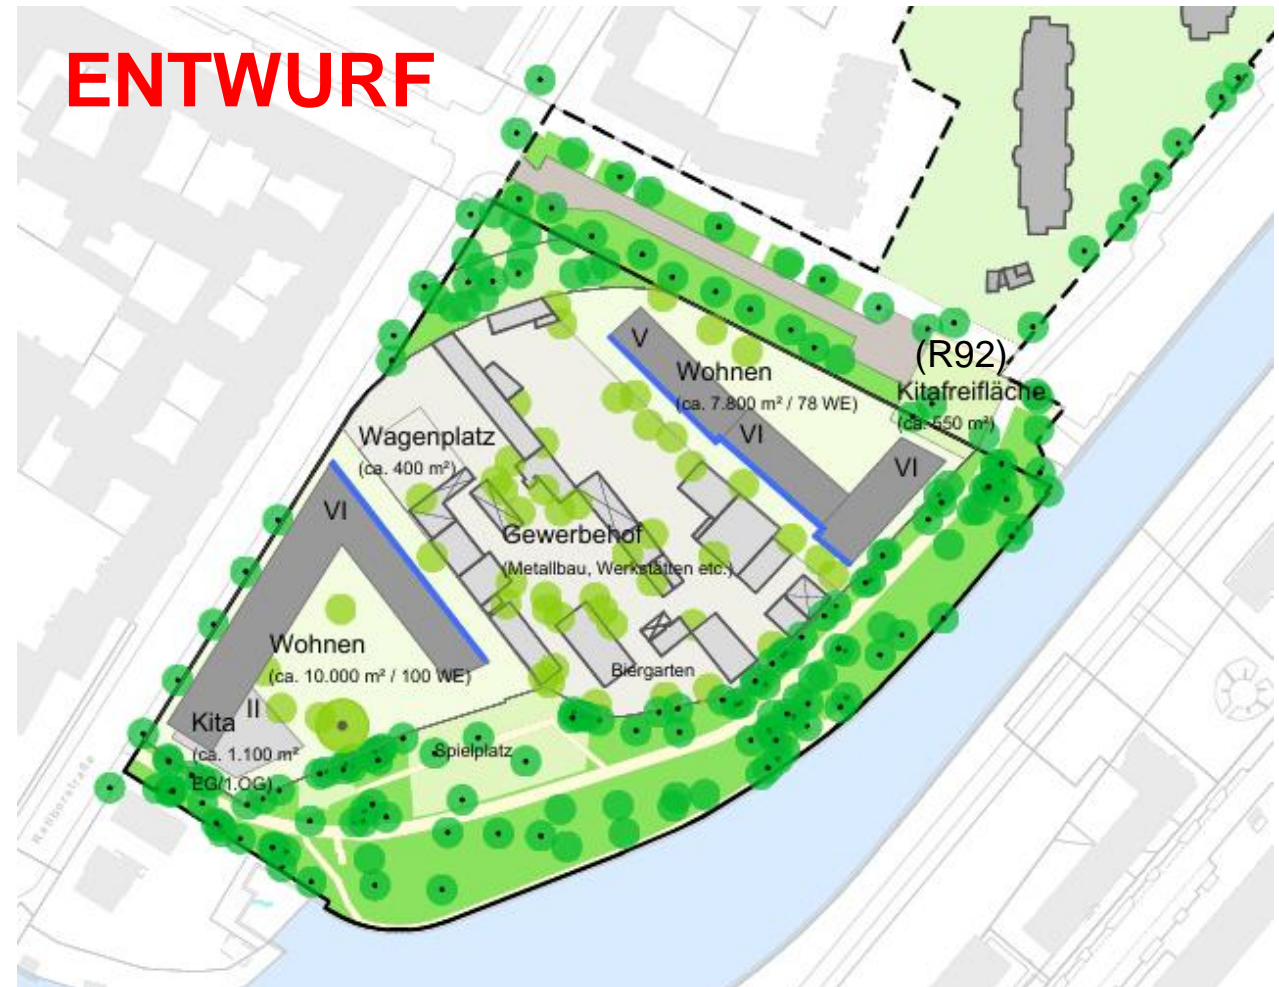 ENTWURF
(R92)
V
Wohnen
(ca. 7.800 m² / 78 WE)
Kitafreifläche
(ca. 550 m²)
VI
VI
Wagenplatz
(ca. 400 m²)
VI
Gewerbehof
(Metallbau, Werkstätten etc.)
Wohnen
(ca. 10.000 m² / 100 WE)
Biergarten
Kita II
(ca. 1.100 m²
EG/1.OG)
Spielplatz
Ratiborstraße